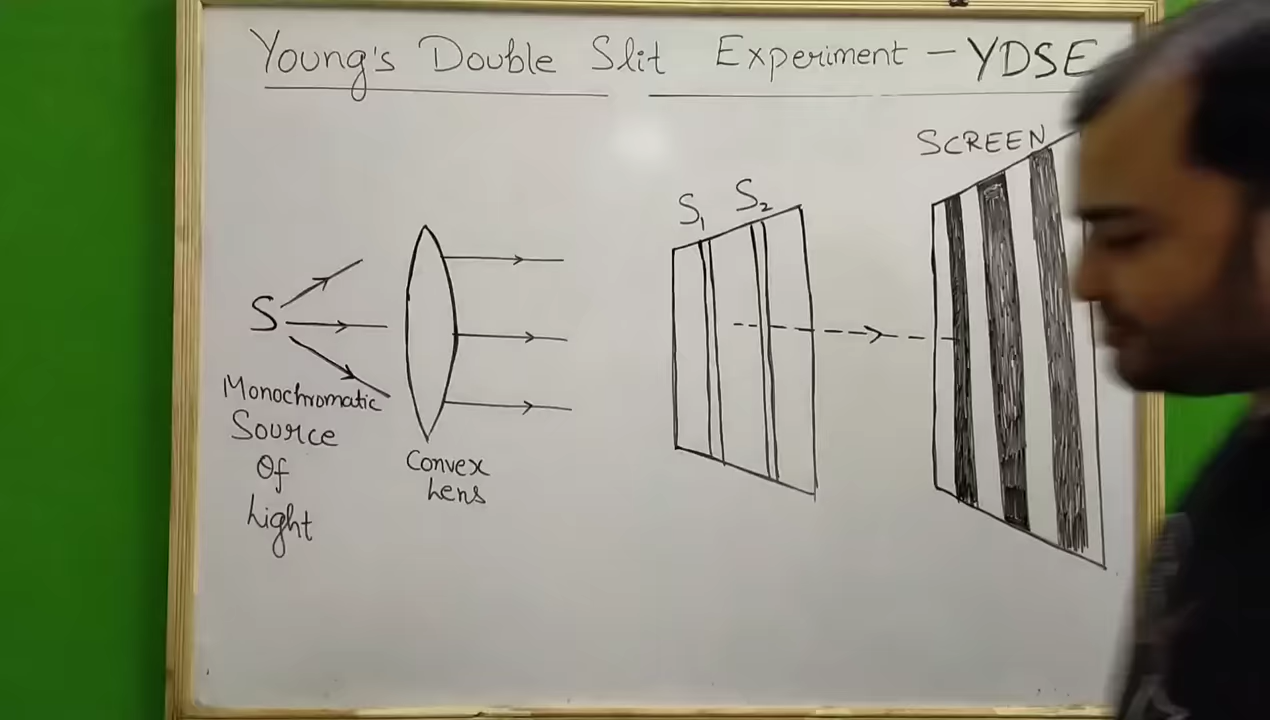 Young's Double Slit Experiment – YDSE
SCREEN
S₁ S₂
S
Monochromatic
Source
Of
Light
Convex
Lens